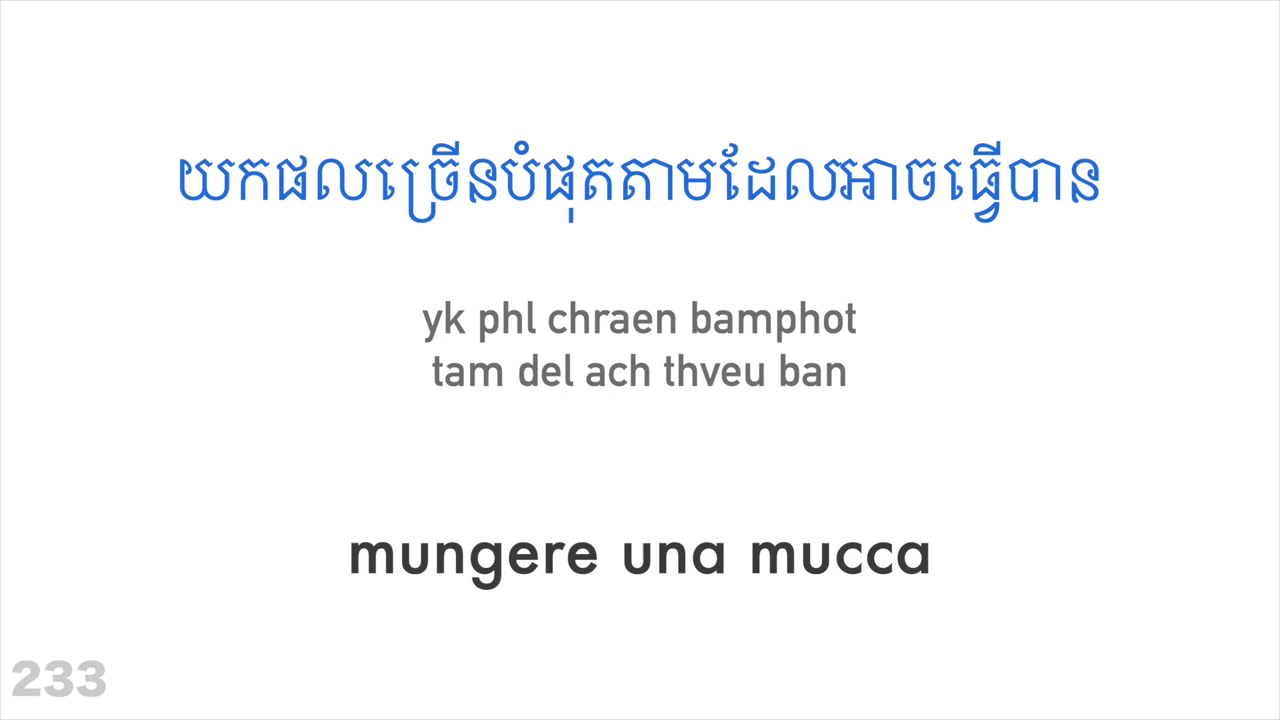 យកផលច្រើនបំផុតតាមដែលអាចធ្វើបាន
yk phl chraen bamphot
tam del ach thveu ban
mungere una mucca
233